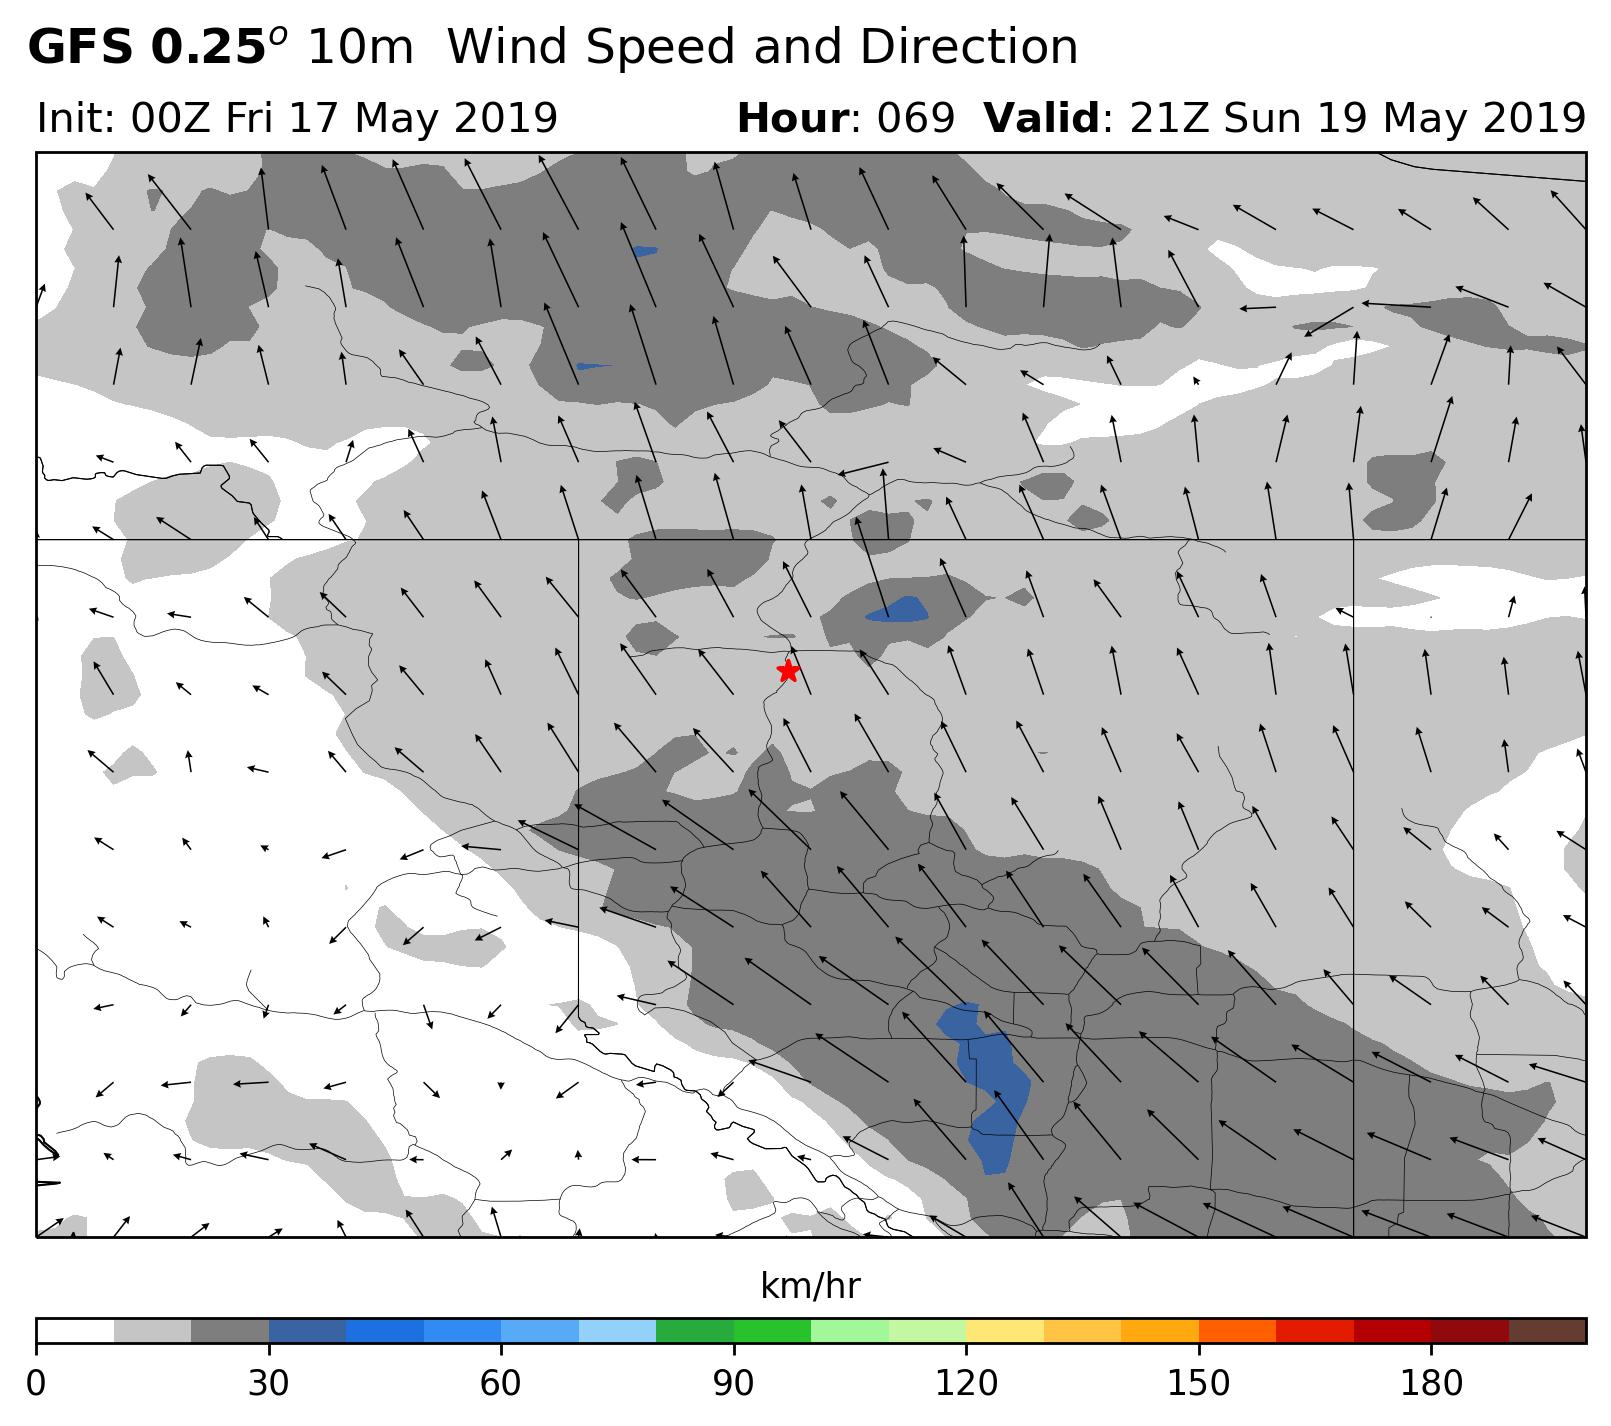 GFS 0.25° 10m Wind Speed and Direction
Init: 00Z Fri 17 May 2019 Hour: 069 Valid: 21Z Sun 19 May 2019
km/hr
0 30 60 90 120 150 180